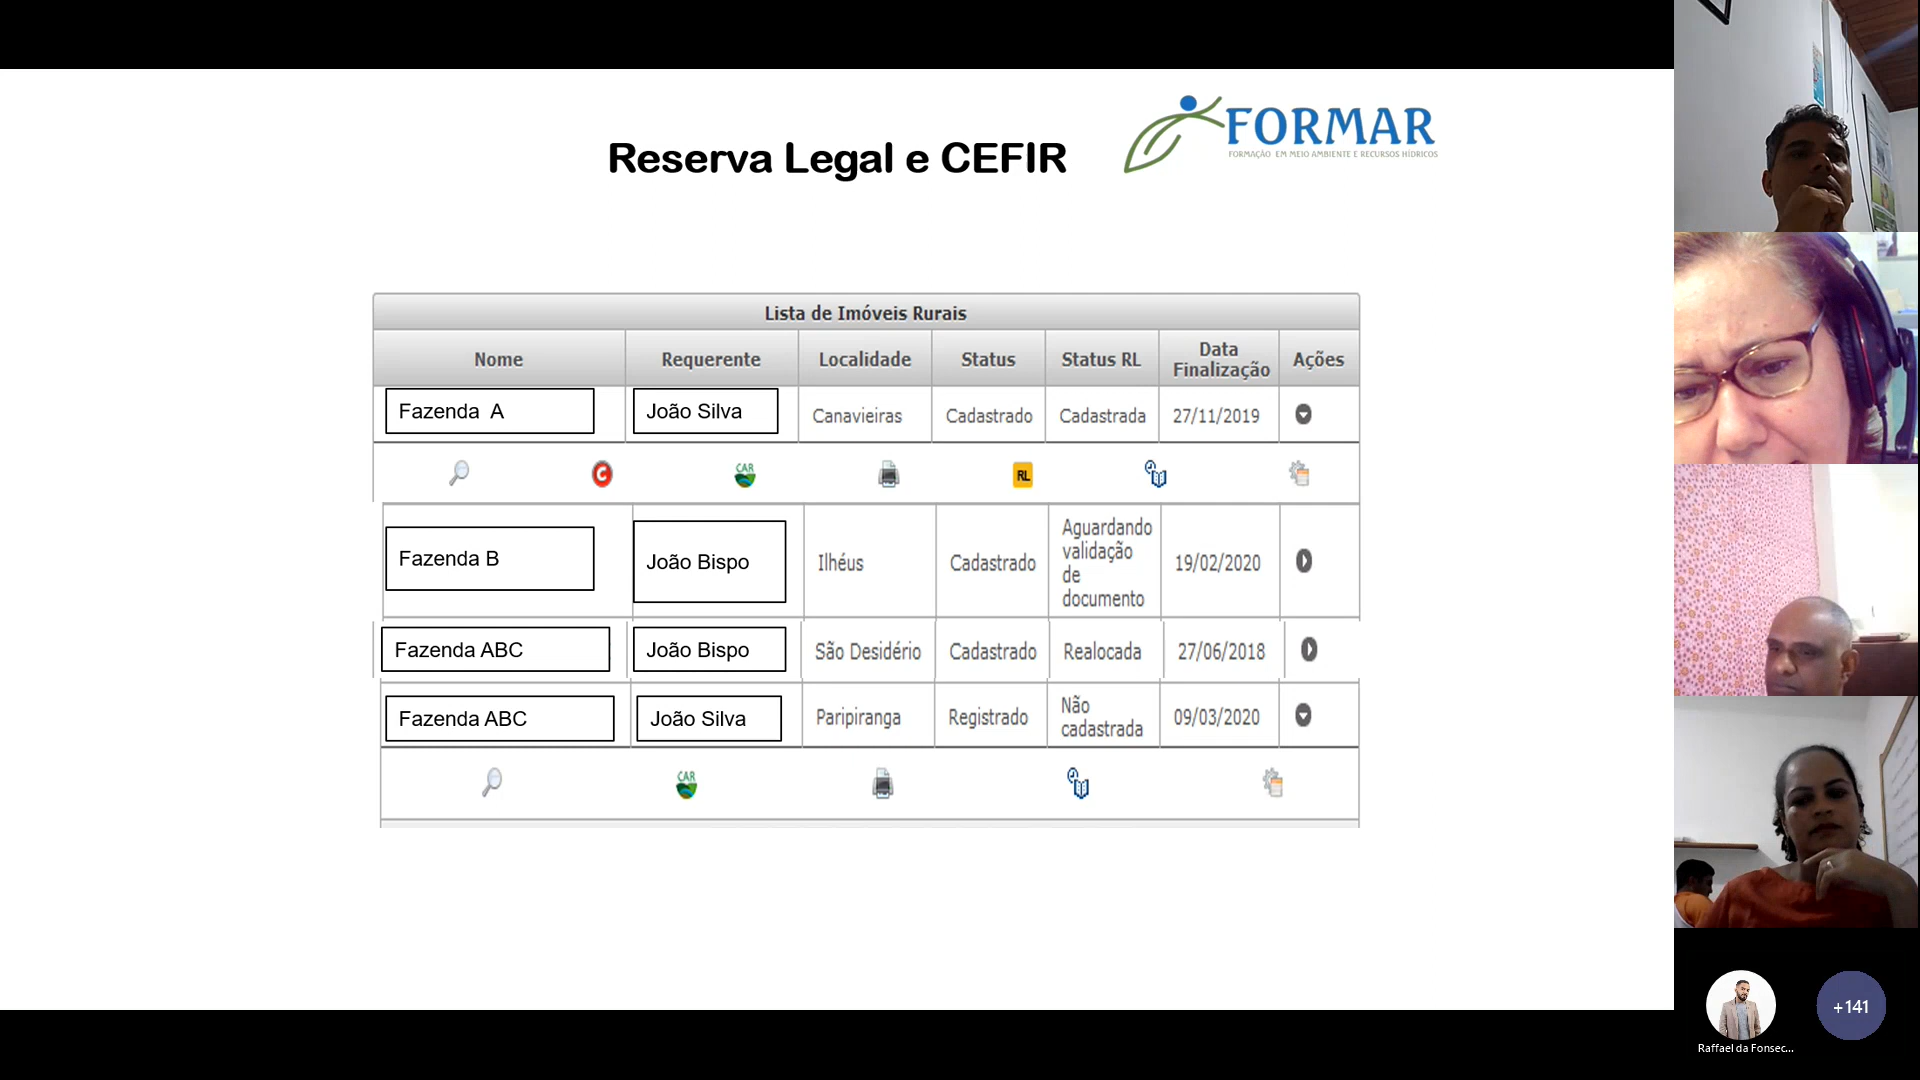 Reserva Legal e CEFIR
FORMAR
FORMAÇÃO EM MEIO AMBIENTE E RECURSOS HÍDRICOS
Lista de Imóveis Rurais
Nome Requerente Localidade Status Status RL Data Finalização Ações
Fazenda A João Silva Canavieiras Cadastrado Cadastrada 27/11/2019
C CAR RL
Fazenda B João Bispo Ilhéus Cadastrado Aguardando validação de documento 19/02/2020
Fazenda ABC João Bispo São Desidério Cadastrado Realocada 27/06/2018
Fazenda ABC João Silva Paripiranga Registrado Não cadastrada 09/03/2020
CAR
+141
Raffael da Fonsec...